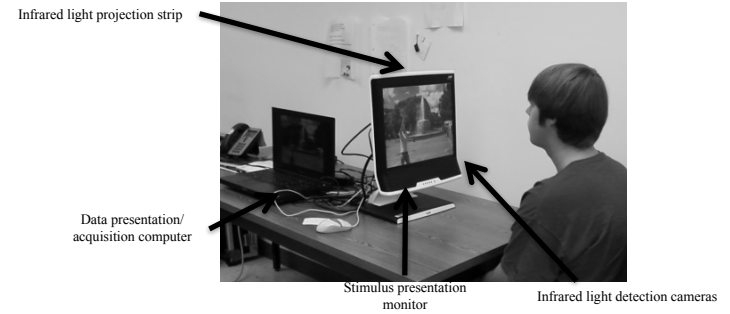 Infrared light projection strip
Data presentation/
acquisition computer
Stimulus presentation
monitor
Infrared light detection cameras